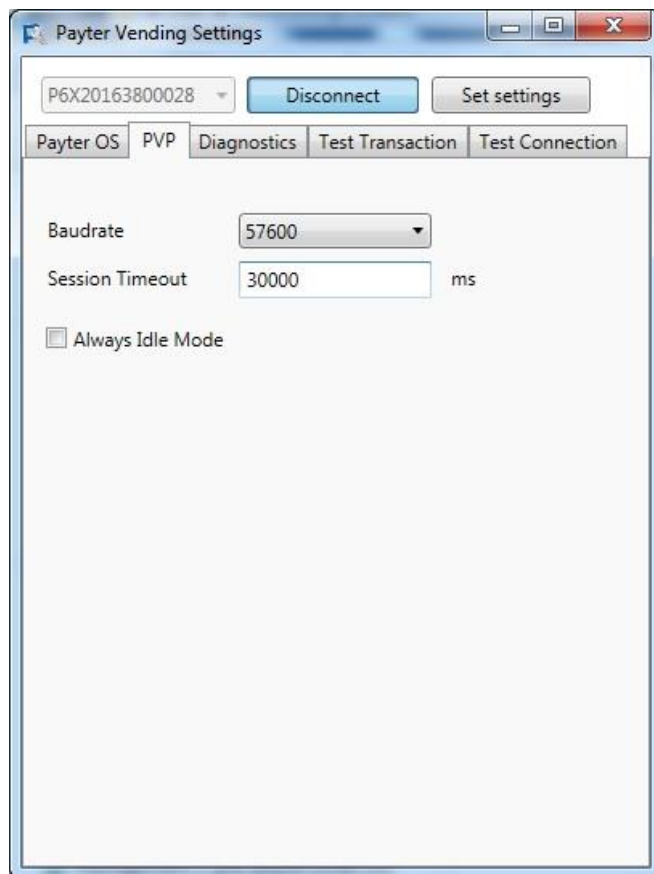 Payter Vending Settings
P6X20163800028 Disconnect Set settings
Payter OS PVP Diagnostics Test Transaction Test Connection
Baudrate 57600
Session Timeout 30000 ms
Always Idle Mode